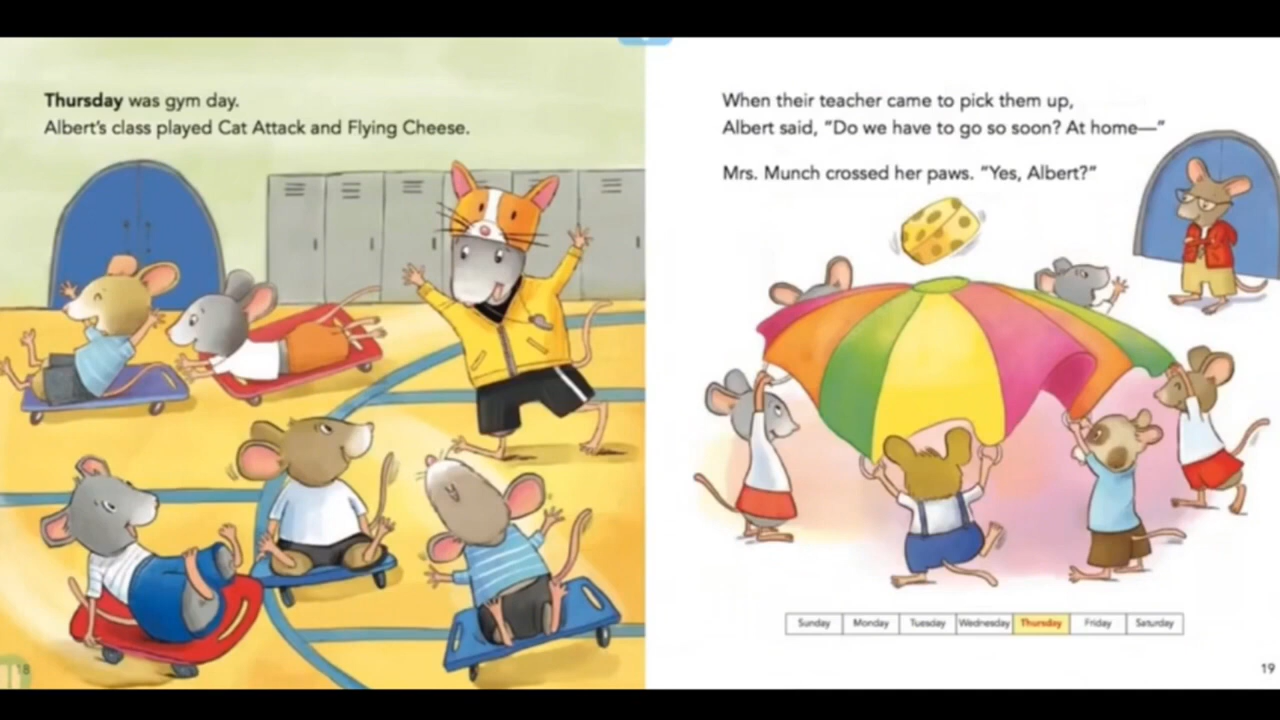 Thursday was gym day.
Albert's class played Cat Attack and Flying Cheese.
18
When their teacher came to pick them up,
Albert said, “Do we have to go so soon? At home—”
Mrs. Munch crossed her paws. “Yes, Albert?”
Sunday Monday Tuesday Wednesday Thursday Friday Saturday
19